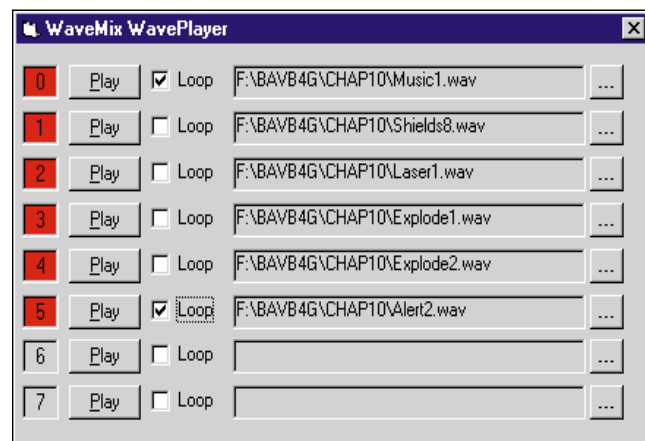 WaveMix WavePlayer
0 Play Loop F:\BAVB4G\CHAP10\Music1.wav ...
1 Play Loop F:\BAVB4G\CHAP10\Shields8.wav ...
2 Play Loop F:\BAVB4G\CHAP10\Laser1.wav ...
3 Play Loop F:\BAVB4G\CHAP10\Explode1.wav ...
4 Play Loop F:\BAVB4G\CHAP10\Explode2.wav ...
5 Play Loop F:\BAVB4G\CHAP10\Alert2.wav ...
6 Play Loop ...
7 Play Loop ...